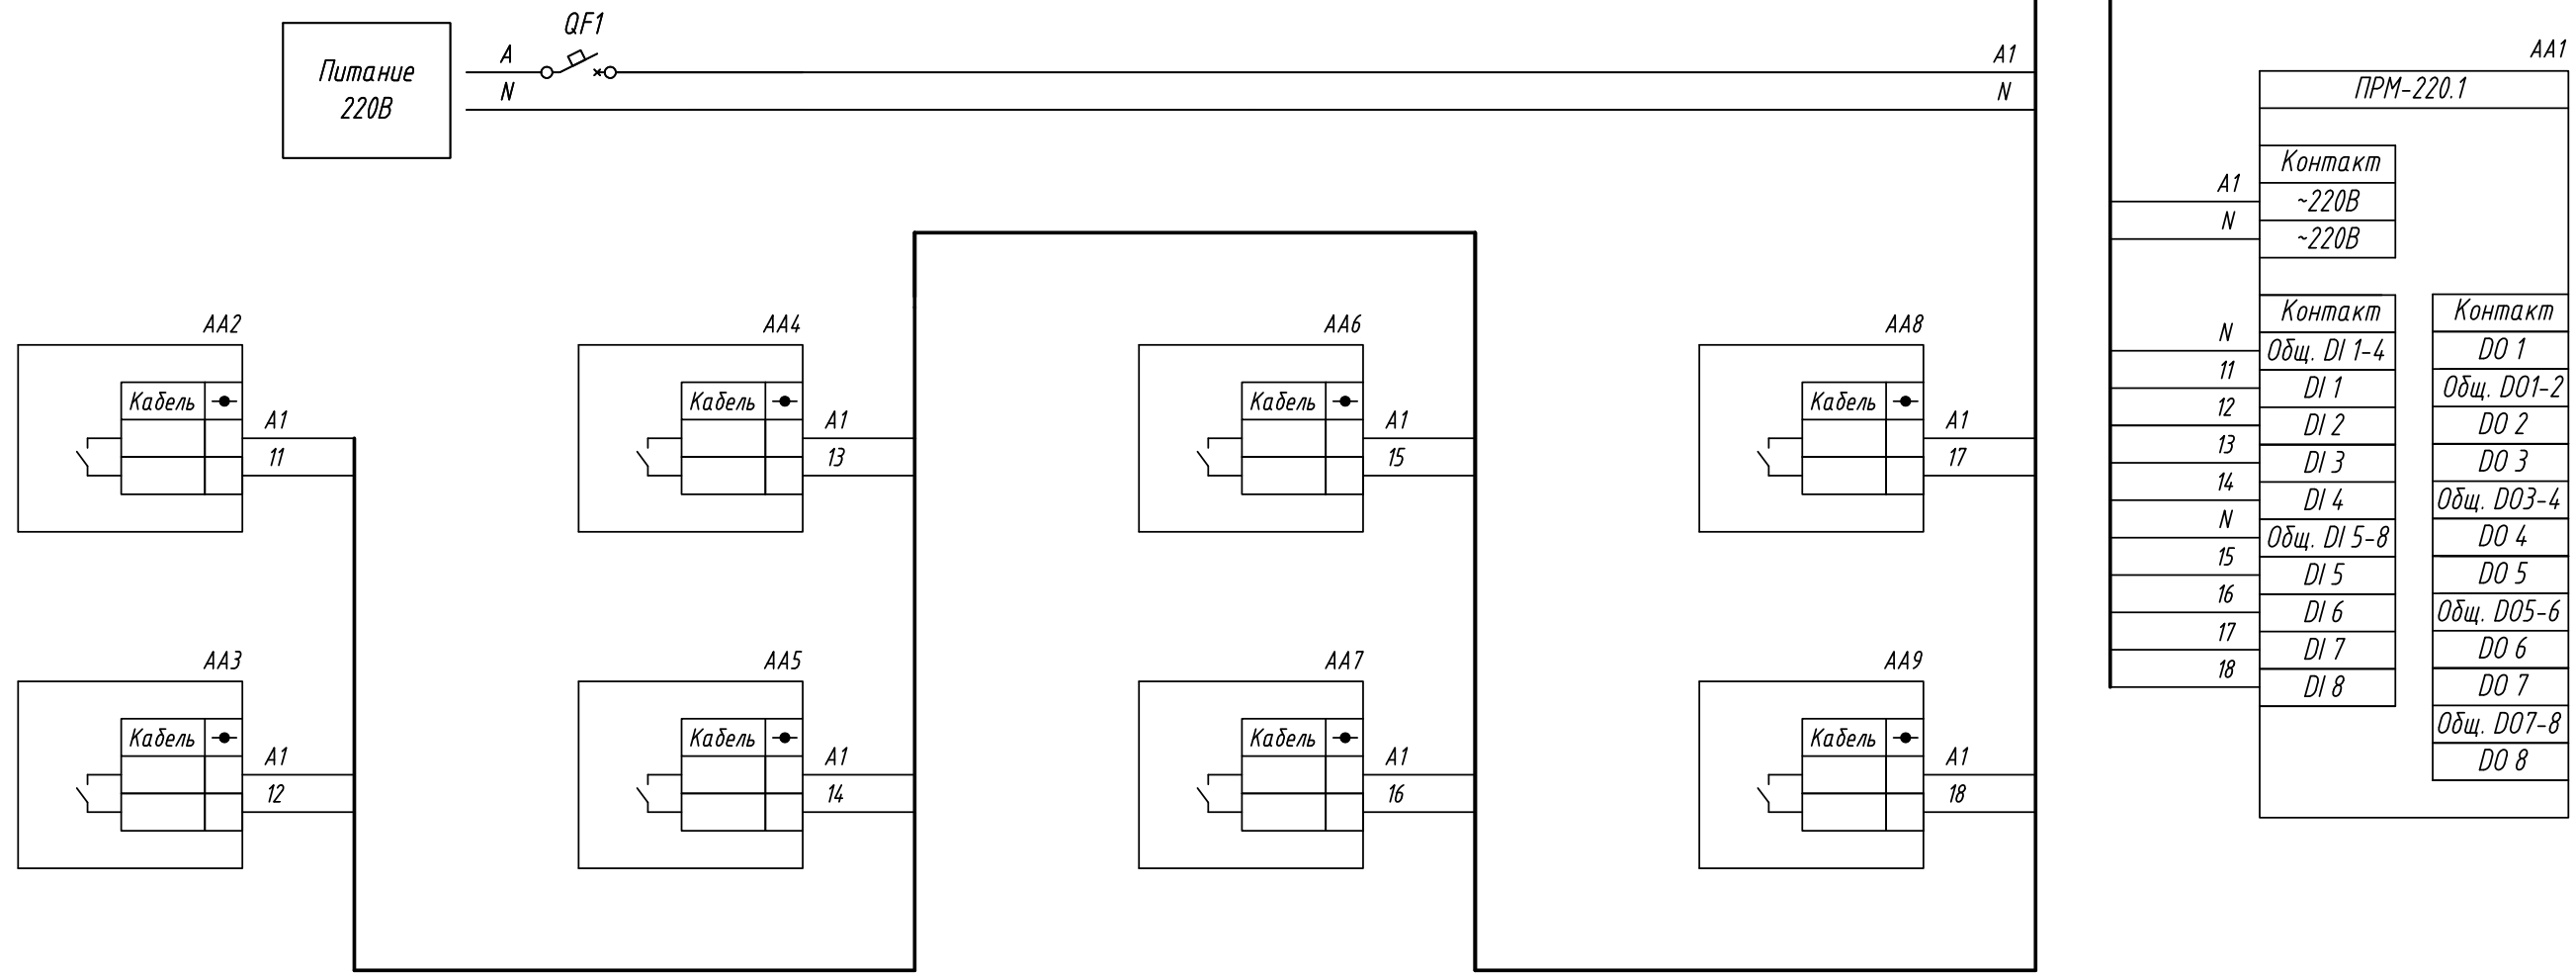 QF1
Питание
220В
A
N
A1
N
AA1
ПРМ-220.1
Контакт
A1
~220В
N
~220В
AA2
Кабель
A1
11
AA4
Кабель
A1
13
AA6
Кабель
A1
15
AA8
Кабель
A1
17
AA3
Кабель
A1
12
AA5
Кабель
A1
14
AA7
Кабель
A1
16
AA9
Кабель
A1
18
Контакт
N
Общ. DI 1-4
11
DI 1
12
DI 2
13
DI 3
14
DI 4
N
Общ. DI 5-8
15
DI 5
16
DI 6
17
DI 7
18
DI 8
Контакт
DO 1
Общ. DO1-2
DO 2
DO 3
Общ. DO3-4
DO 4
DO 5
Общ. DO5-6
DO 6
DO 7
Общ. DO7-8
DO 8